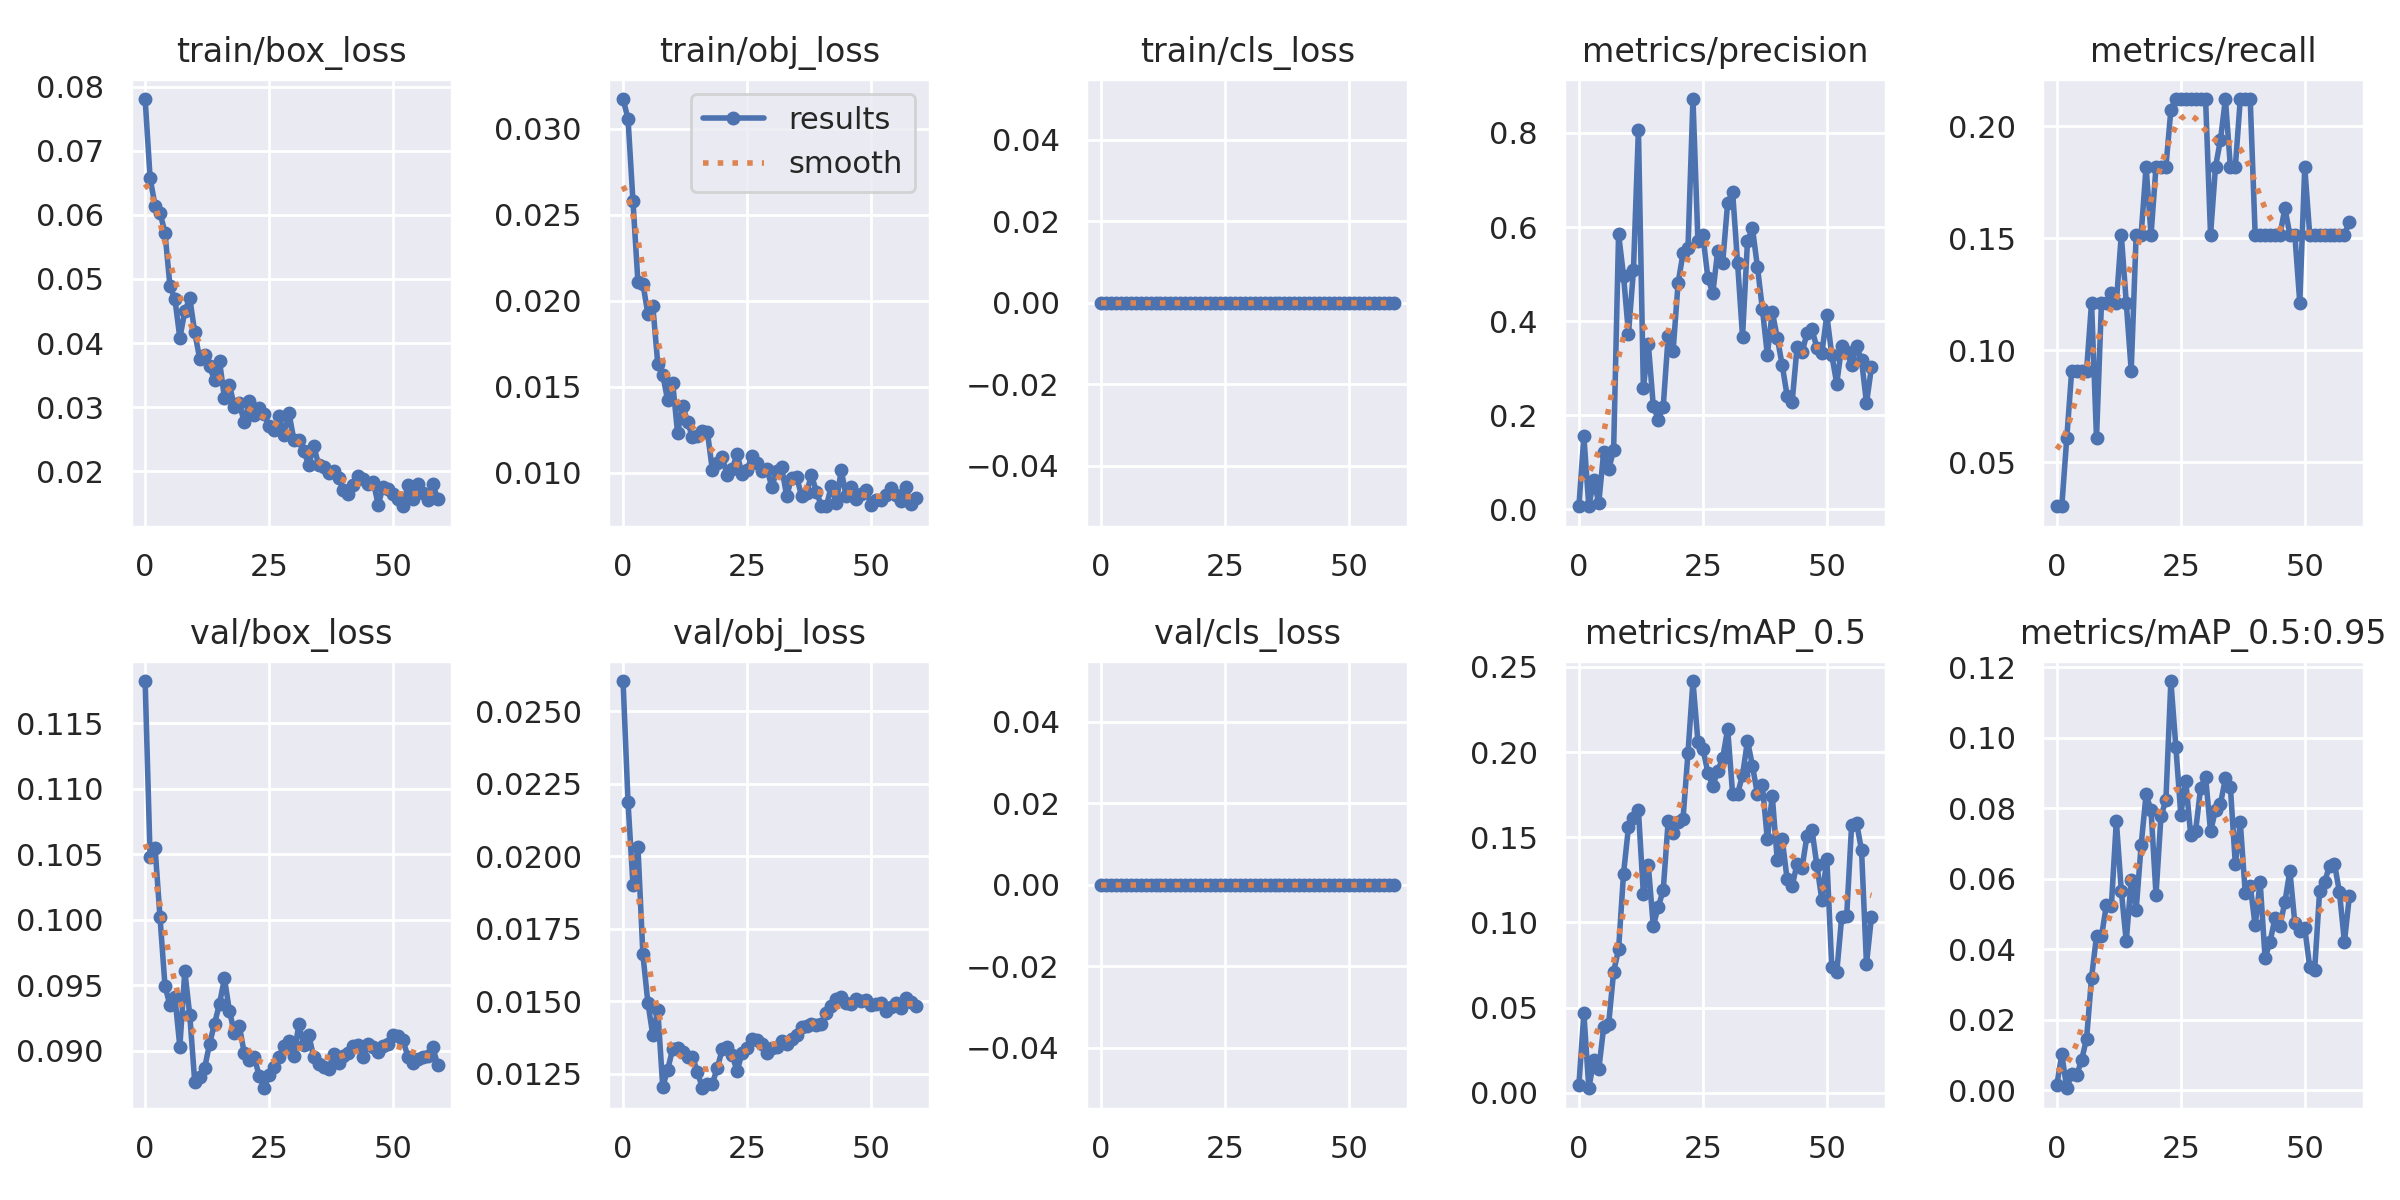 train/box_loss
0.08
0.07
0.06
0.05
0.04
0.03
0.02
0 25 50
train/obj_loss
results
smooth
0.030
0.025
0.020
0.015
0.010
0 25 50
train/cls_loss
0.04
0.02
0.00
−0.02
−0.04
0 25 50
metrics/precision
0.8
0.6
0.4
0.2
0.0
0 25 50
metrics/recall
0.20
0.15
0.10
0.05
0 25 50
val/box_loss
0.115
0.110
0.105
0.100
0.095
0.090
0 25 50
val/obj_loss
0.0250
0.0225
0.0200
0.0175
0.0150
0.0125
0 25 50
val/cls_loss
0.04
0.02
0.00
−0.02
−0.04
0 25 50
metrics/mAP_0.5
0.25
0.20
0.15
0.10
0.05
0.00
0 25 50
metrics/mAP_0.5:0.95
0.12
0.10
0.08
0.06
0.04
0.02
0.00
0 25 50